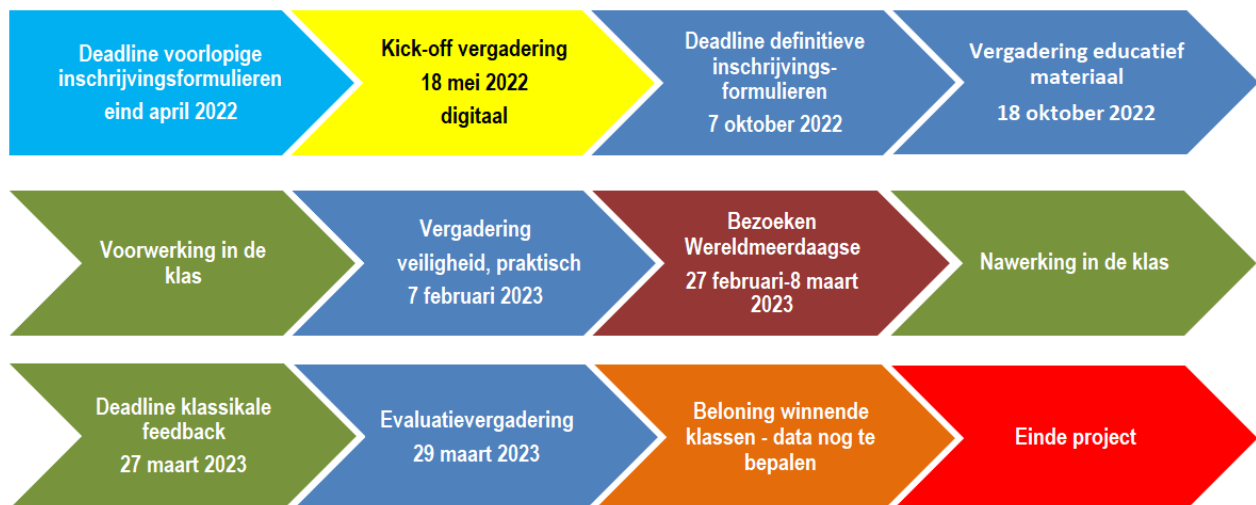 Deadline voorlopige
inschrijvingsformulieren
eind april 2022
Kick-off vergadering
18 mei 2022
digitaal
Deadline definitieve
inschrijvings-
formulieren
7 oktober 2022
Vergadering educatief
materiaal
18 oktober 2022
Voorwerking in de
klas
Vergadering
veiligheid, praktisch
7 februari 2023
Bezoeken
Wereldmeerdaagse
27 februari-8 maart
2023
Nawerking in de klas
Deadline klassikale
feedback
27 maart 2023
Evaluatievergadering
29 maart 2023
Beloning winnende
klassen - data nog te
bepalen
Einde project